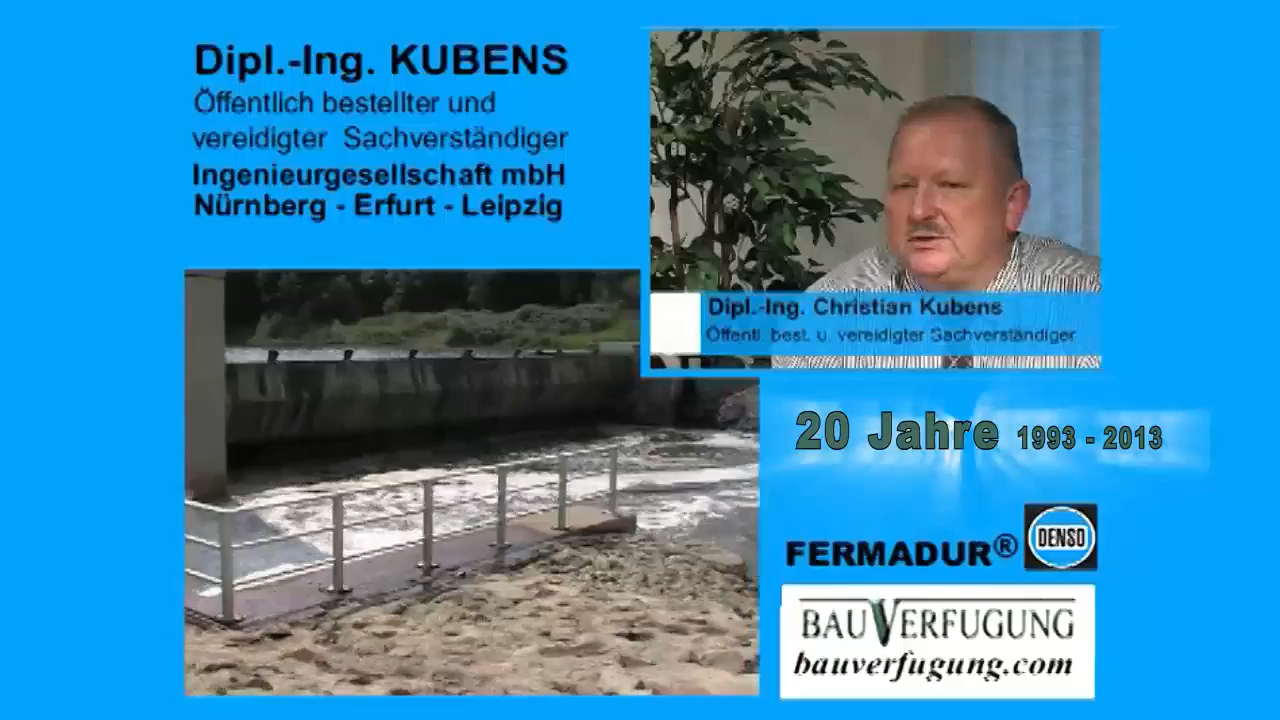 Dipl.-Ing. KUBENS
Öffentlich bestellter und
vereidigter Sachverständiger
Ingenieurgesellschaft mbH
Nürnberg - Erfurt - Leipzig
Dipl.-Ing. Christian Kubens
Öffentl. best. u. vereidigter Sachverständiger
20 Jahre 1993 - 2013
FERMADUR® DENSO
BAUVERFUGUNG
bauverfugung.com